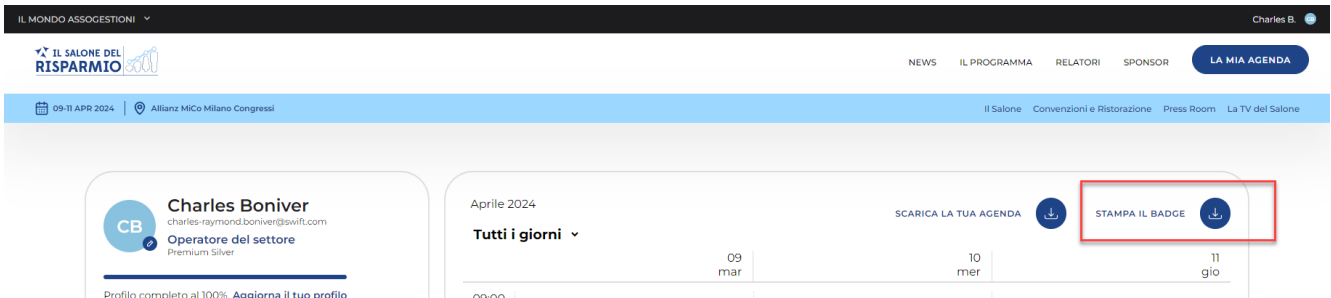 IL MONDO ASSOGESTIONI
Charles B.
CB
IL SALONE DEL
RISPARMIO
NEWS IL PROGRAMMA RELATORI SPONSOR LA MIA AGENDA
09-11 APR 2024 Allianz MiCo Milano Congressi
Il Salone Convenzioni e Ristorazione Press Room La TV del Salone
CB
Charles Boniver
charles-raymond.boniver@swift.com
Operatore del settore
Premium Silver
Profilo completo al 100%. Aggiorna il tuo profilo
Aprile 2024
Tutti i giorni
SCARICA LA TUA AGENDA
STAMPA IL BADGE
09 10 11
mar mer gio
09:00